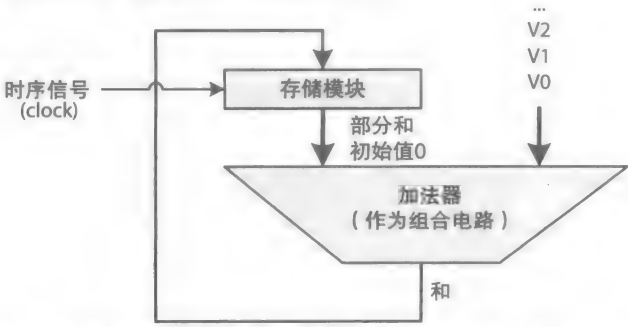 ...
V2
V1
V0
时序信号
(clock)
存储模块
部分和
初始值0
加法器
（作为组合电路）
和